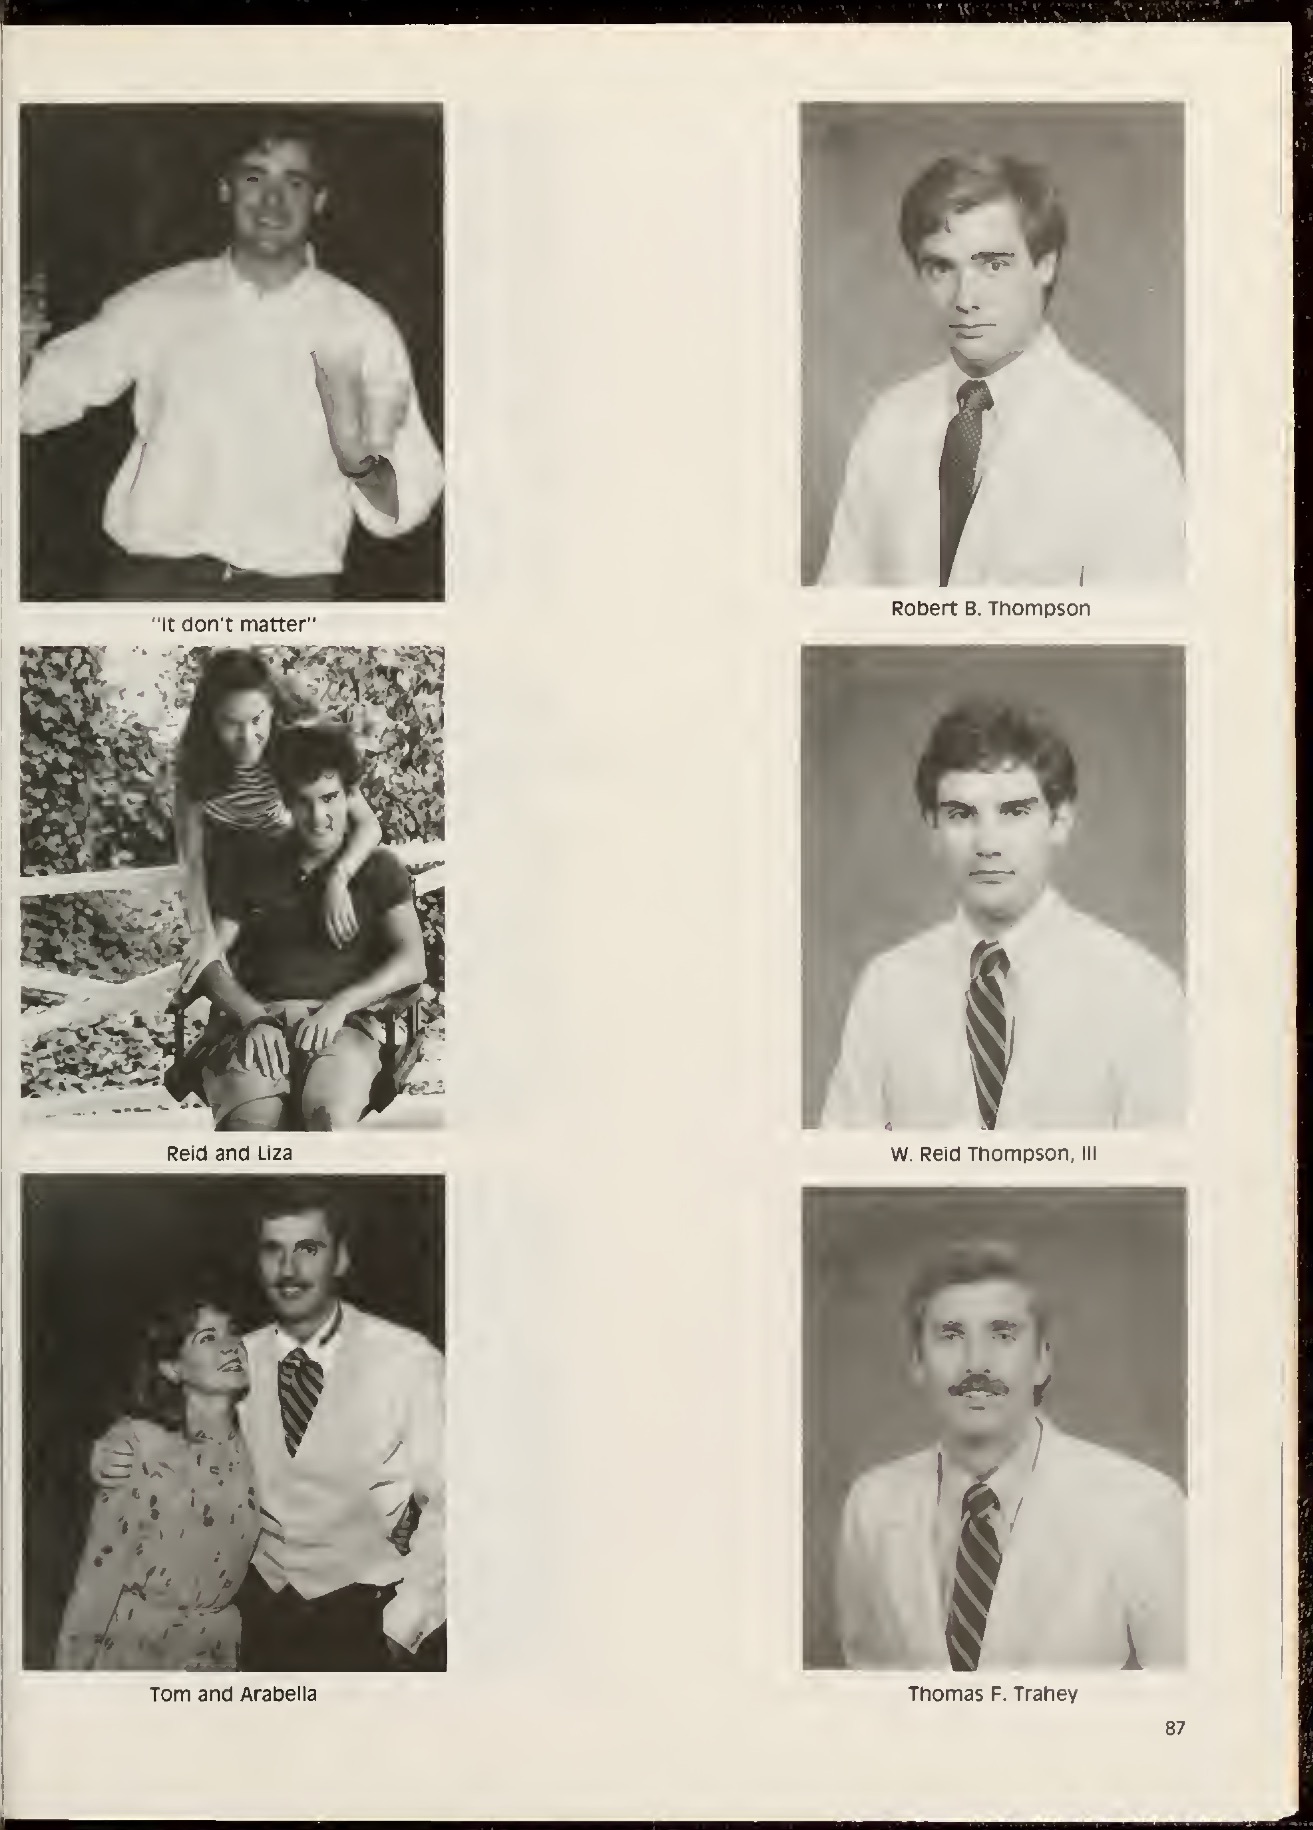 "It don't matter"
Robert B. Thompson
Reid and Liza
W. Reid Thompson, III
Tom and Arabella
Thomas F. Trahey
87